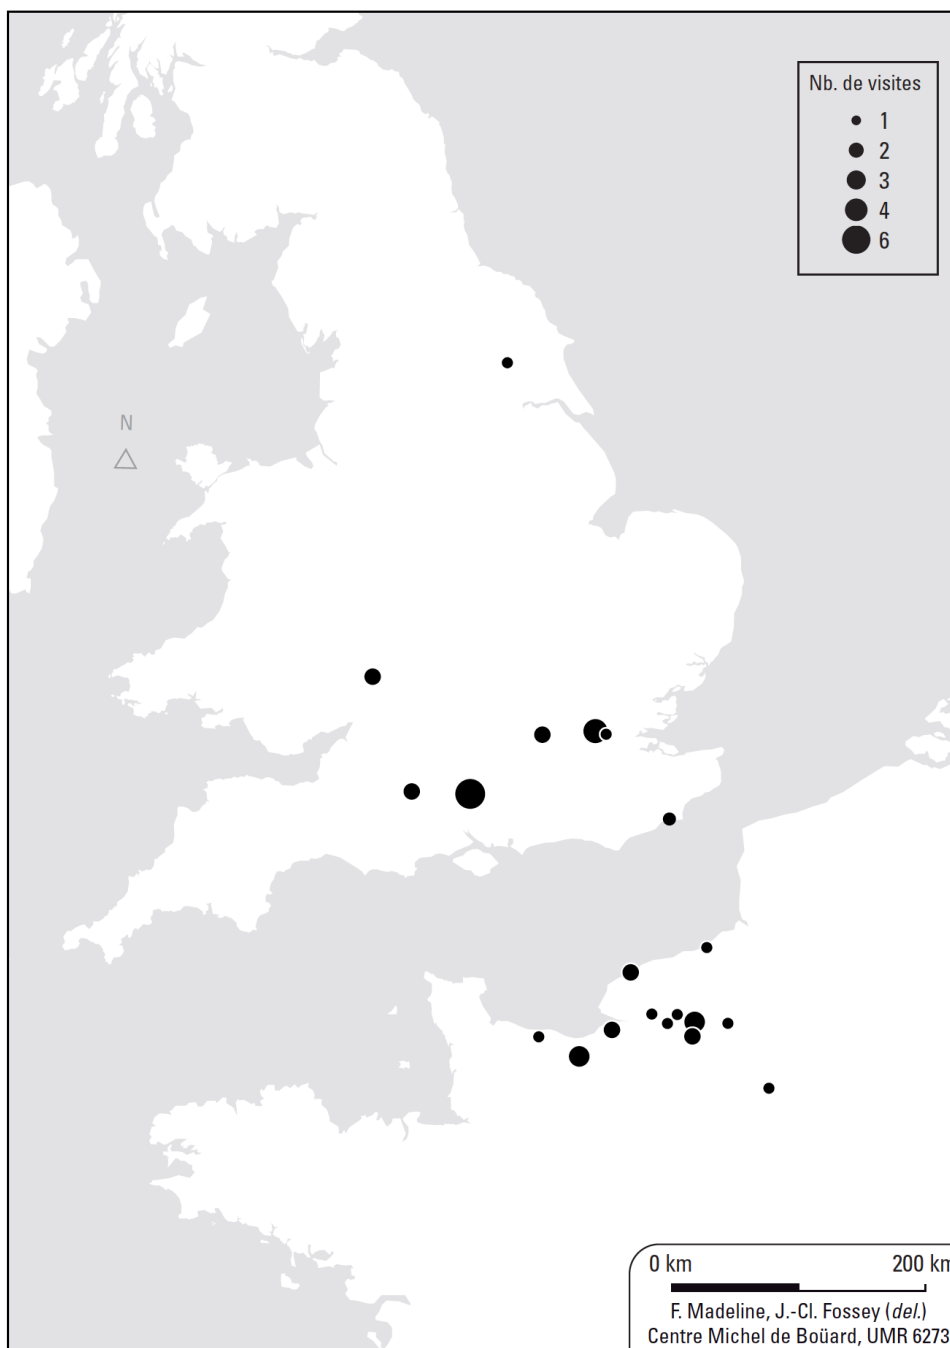 Nb. de visites
1
2
3
4
6
N
0 km 200 km
F. Madeline, J.-Cl. Fossey (del.)
Centre Michel de Boüard, UMR 6273